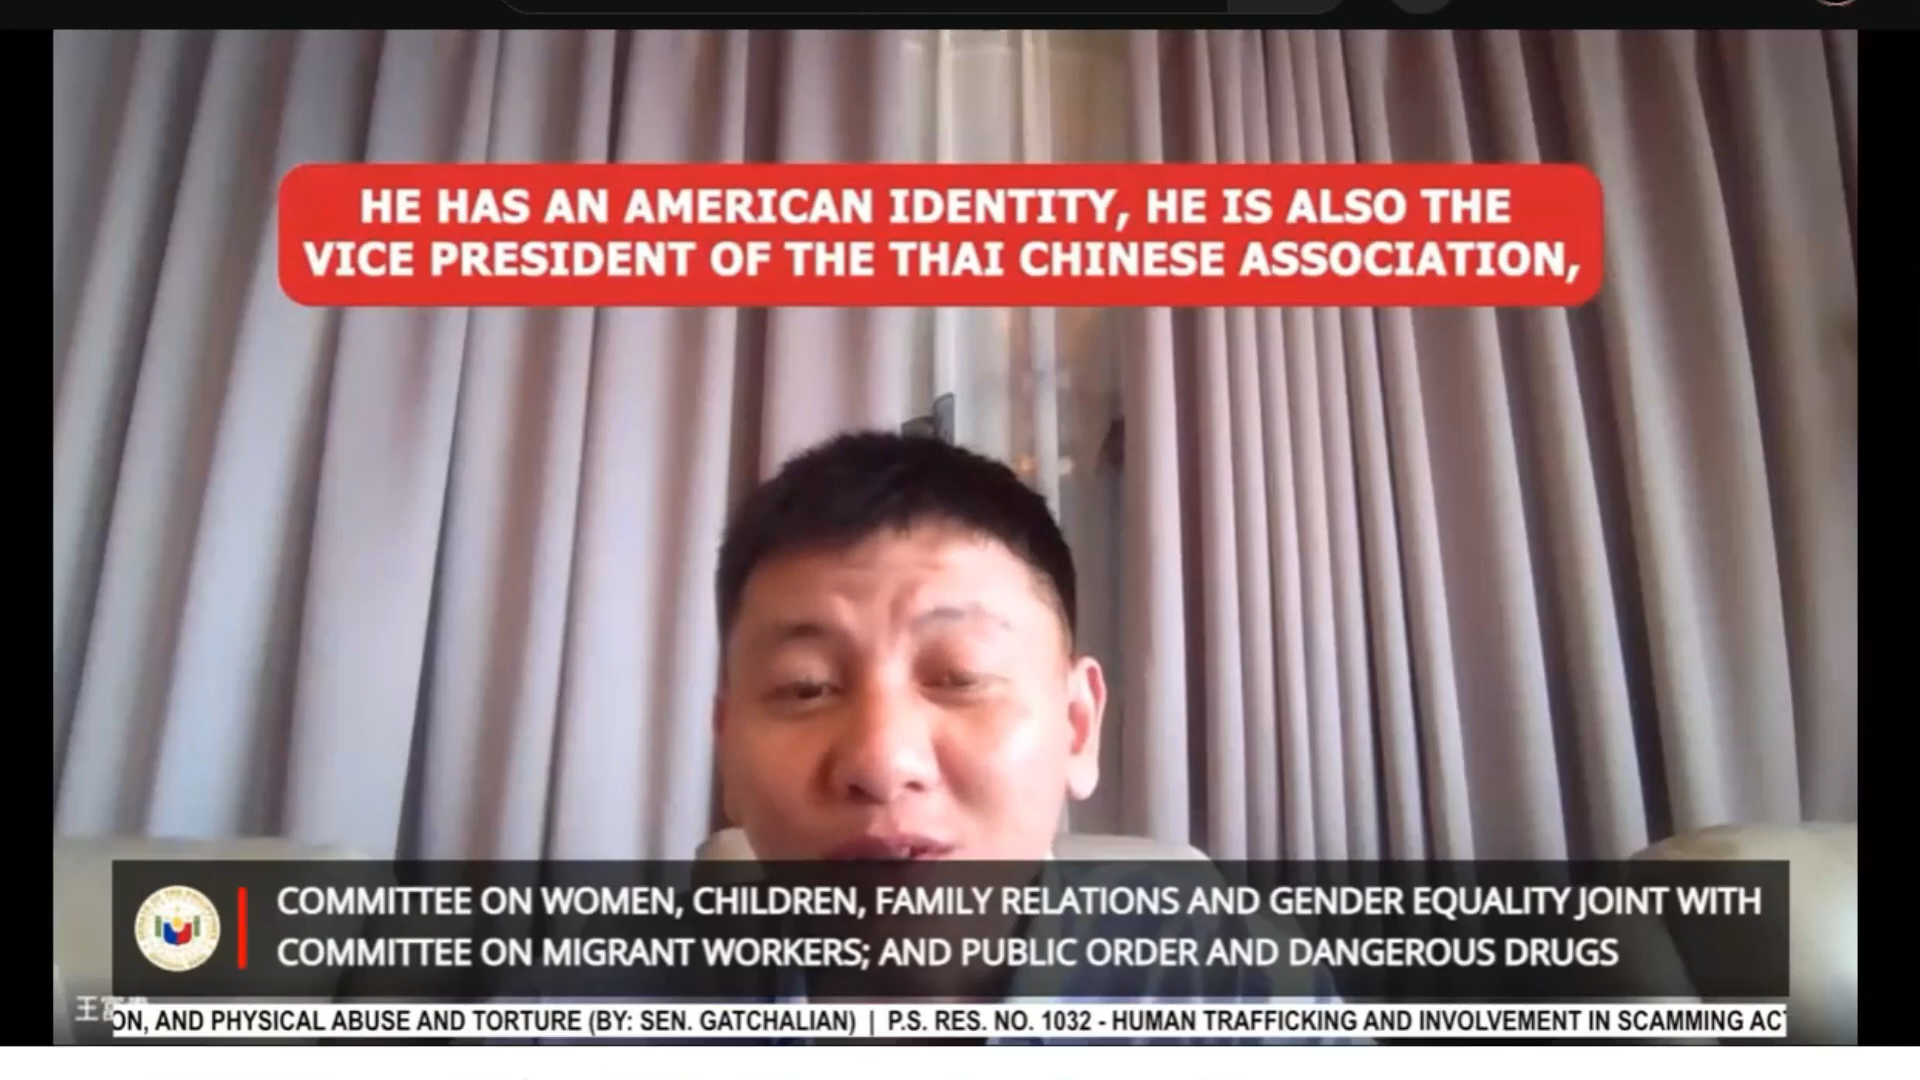 HE HAS AN AMERICAN IDENTITY, HE IS ALSO THE
VICE PRESIDENT OF THE THAI CHINESE ASSOCIATION,
COMMITTEE ON WOMEN, CHILDREN, FAMILY RELATIONS AND GENDER EQUALITY JOINT WITH
COMMITTEE ON MIGRANT WORKERS; AND PUBLIC ORDER AND DANGEROUS DRUGS
王富
ON, AND PHYSICAL ABUSE AND TORTURE (BY: SEN. GATCHALIAN) | P.S. RES. NO. 1032 - HUMAN TRAFFICKING AND INVOLVEMENT IN SCAMMING ACT